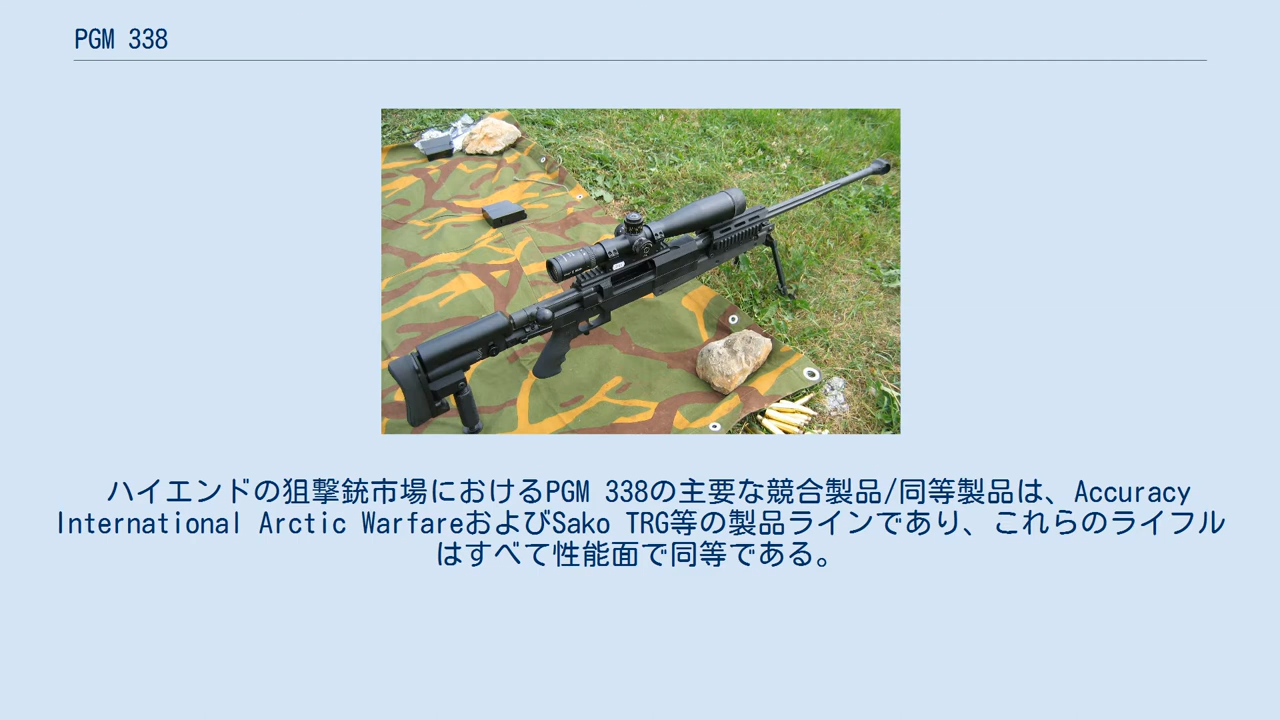 PGM 338
ハイエンドの狙撃銃市場におけるPGM 338の主要な競合製品/同等製品は、Accuracy
International Arctic WarfareおよびSako TRG等の製品ラインであり、これらのライフル
はすべて性能面で同等である。